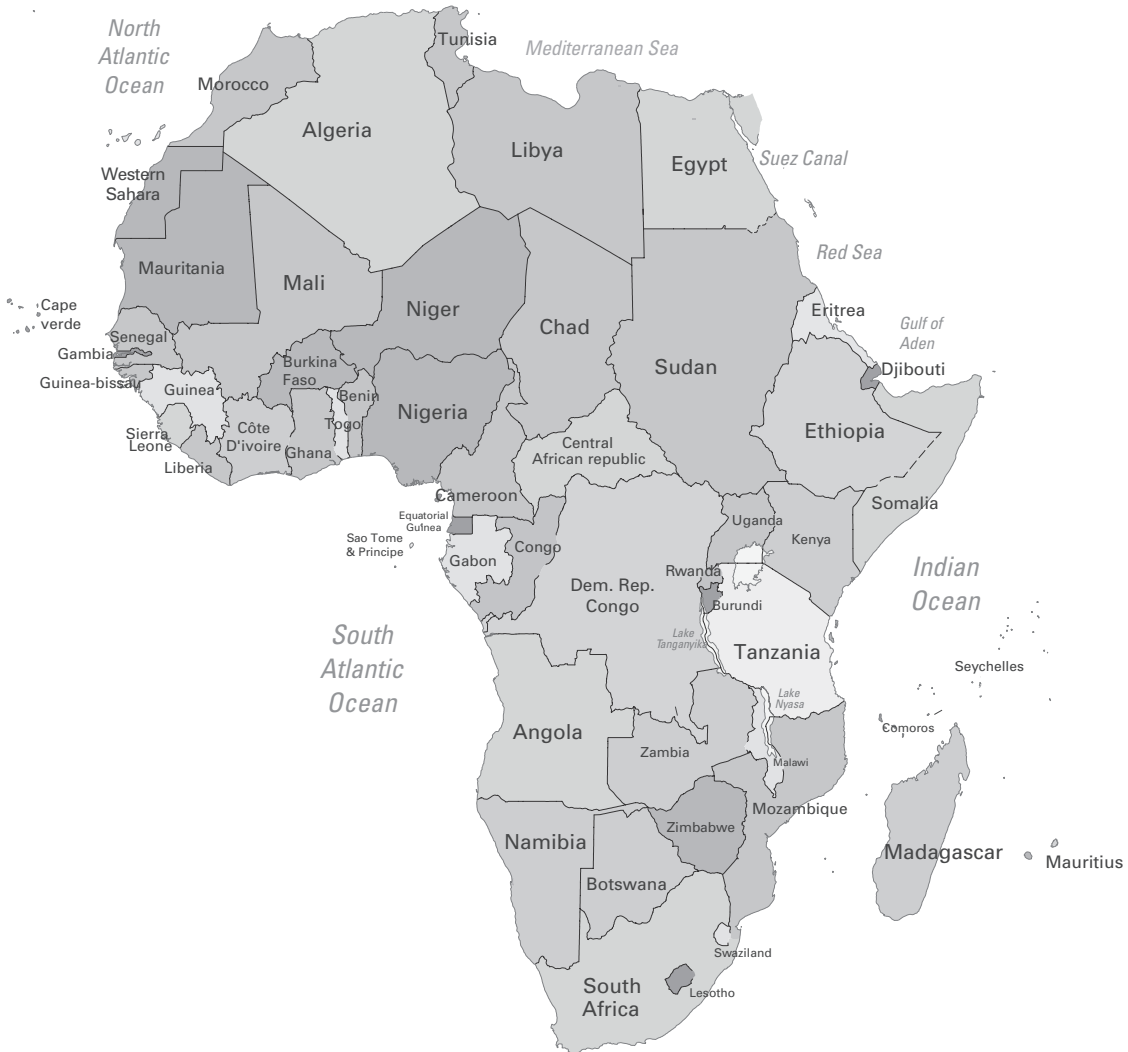 North
Atlantic
Ocean
Tunisia
Mediterranean Sea
Morocco
Algeria
Libya
Egypt
Suez Canal
Western
Sahara
Red Sea
Mauritania
Mali
Niger
Chad
Sudan
Eritrea
Cape
verde
Gulf of
Aden
Senegal
Gambia
Guinea-bissau
Guinea
Burkina
Faso
Benin
Togo
Nigeria
Djibouti
Ethiopia
Sierra
Leone
Liberia
Côte
D'ivoire
Ghana
Central
African republic
Cameroon
Somalia
Equatorial
Guinea
Sao Tome
& Principe
Gabon
Congo
Uganda
Kenya
Rwanda
Burundi
Dem. Rep.
Congo
Indian
Ocean
South
Atlantic
Ocean
Lake
Tanganyika
Tanzania
Seychelles
Lake
Nyasa
Comoros
Angola
Zambia
Malawi
Mozambique
Zimbabwe
Namibia
Botswana
Madagascar
Mauritius
Swaziland
South
Africa
Lesotho